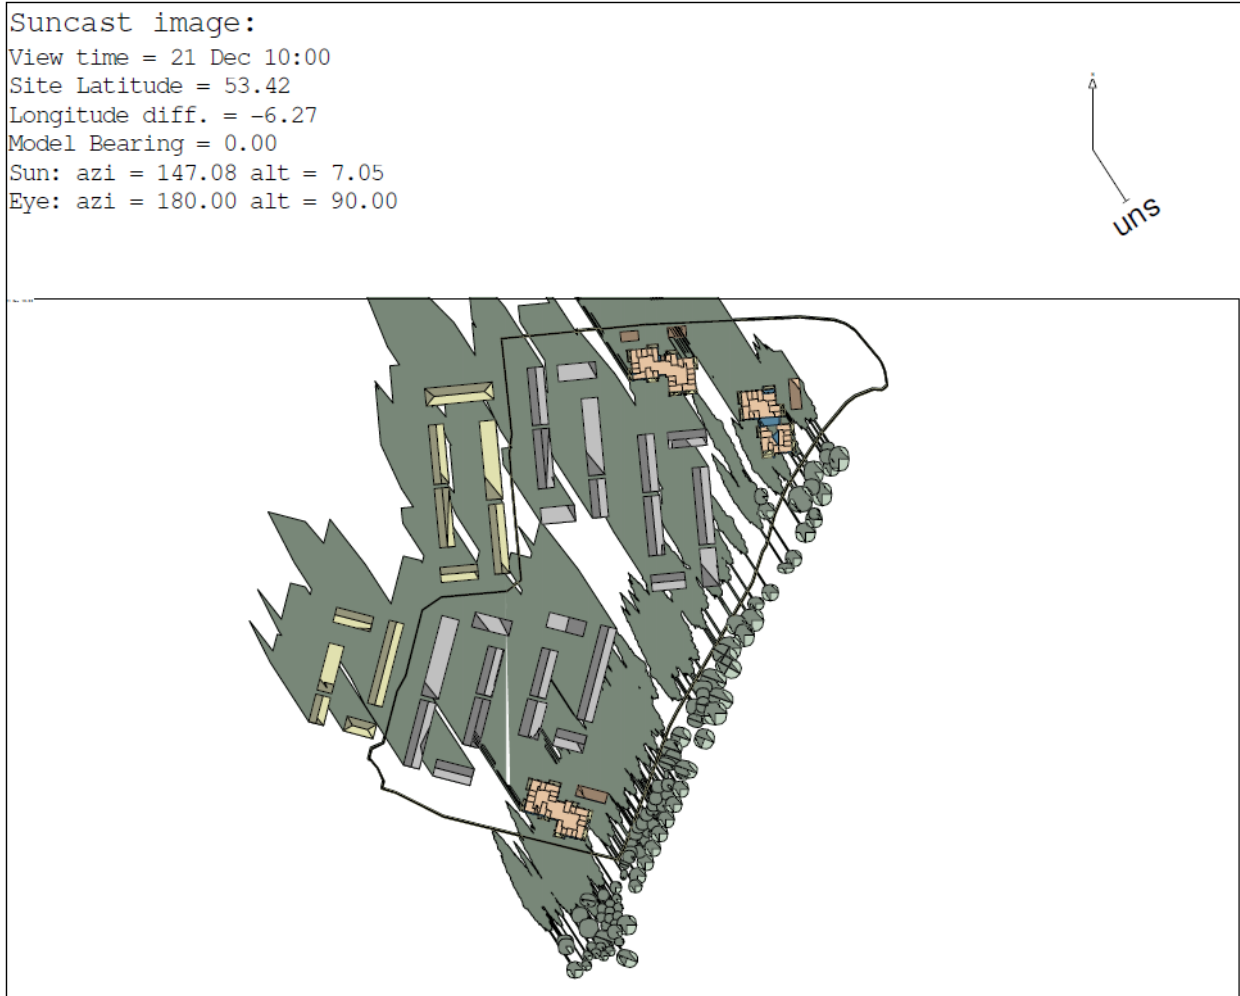 Suncast image:
View time = 21 Dec 10:00
Site Latitude = 53.42
Longitude diff. = -6.27
Model Bearing = 0.00
Sun: azi = 147.08 alt = 7.05
Eye: azi = 180.00 alt = 90.00
sun